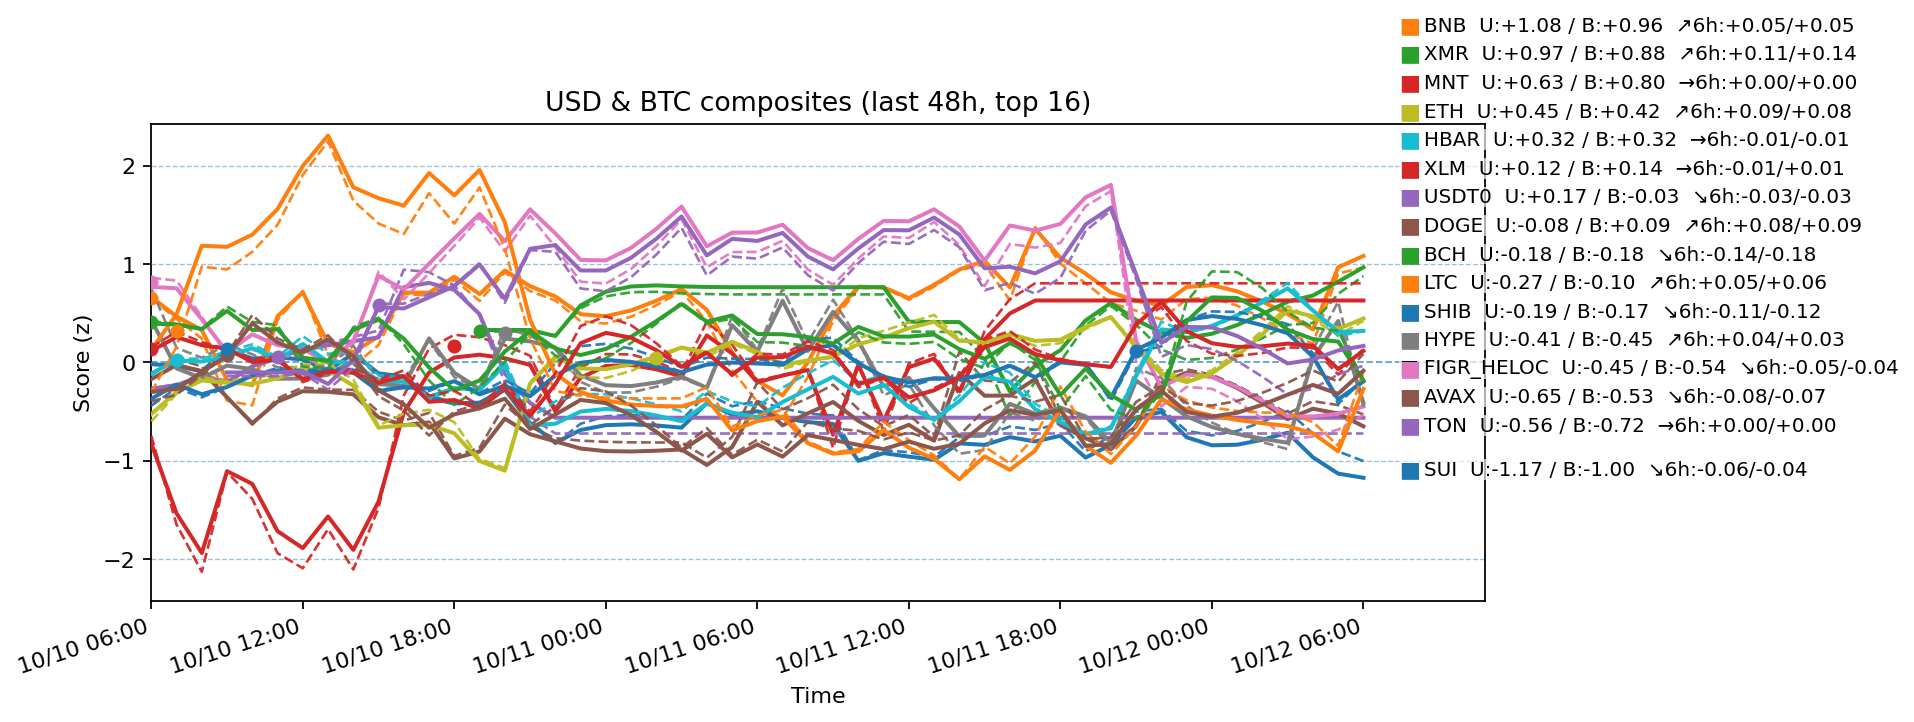 BNB  U:+1.08 / B:+0.96  ↗6h:+0.05/+0.05
XMR  U:+0.97 / B:+0.88  ↗6h:+0.11/+0.14
MNT  U:+0.63 / B:+0.80  →6h:+0.00/+0.00
ETH  U:+0.45 / B:+0.42  ↗6h:+0.09/+0.08
HBAR  U:+0.32 / B:+0.32  →6h:-0.01/-0.01
XLM  U:+0.12 / B:+0.14  →6h:-0.01/+0.01
USDT0  U:+0.17 / B:-0.03  ↘6h:-0.03/-0.03
DOGE  U:-0.08 / B:+0.09  ↗6h:+0.08/+0.09
BCH  U:-0.18 / B:-0.18  ↘6h:-0.14/-0.18
LTC  U:-0.27 / B:-0.10  ↗6h:+0.05/+0.06
SHIB  U:-0.19 / B:-0.17  ↘6h:-0.11/-0.12
HYPE  U:-0.41 / B:-0.45  ↗6h:+0.04/+0.03
FIGR_HELOC  U:-0.45 / B:-0.54  ↘6h:-0.05/-0.04
AVAX  U:-0.65 / B:-0.53  ↘6h:-0.08/-0.07
TON  U:-0.56 / B:-0.72  →6h:+0.00/+0.00
SUI  U:-1.17 / B:-1.00  ↘6h:-0.06/-0.04
USD & BTC composites (last 48h, top 16)
Score (z)
2
1
0
−1
−2
10/10 06:00
10/10 12:00
10/10 18:00
10/11 00:00
10/11 06:00
10/11 12:00
10/11 18:00
10/12 00:00
10/12 06:00
Time